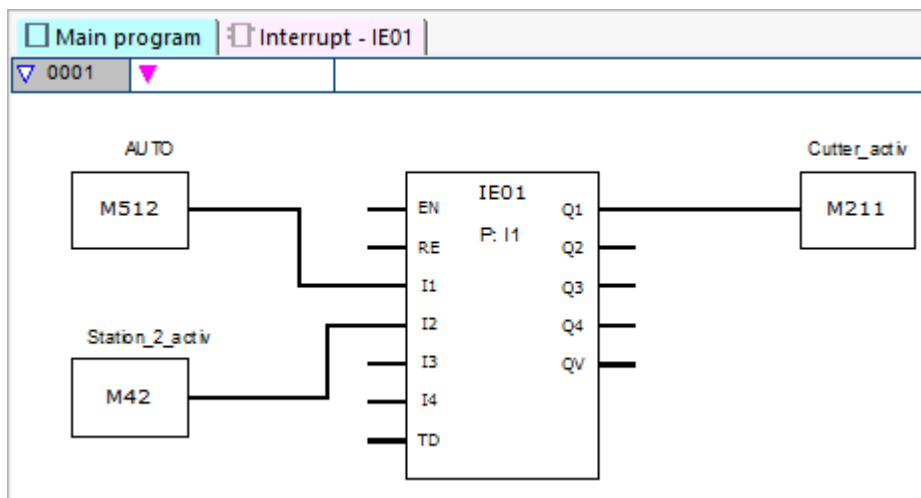 Main program Interrupt - IE01
0001
AUTO
M512
Station_2_activ
M42
IE01
P: I1
EN
RE
I1
I2
I3
I4
TD
Q1
Q2
Q3
Q4
QV
Cutter_activ
M211